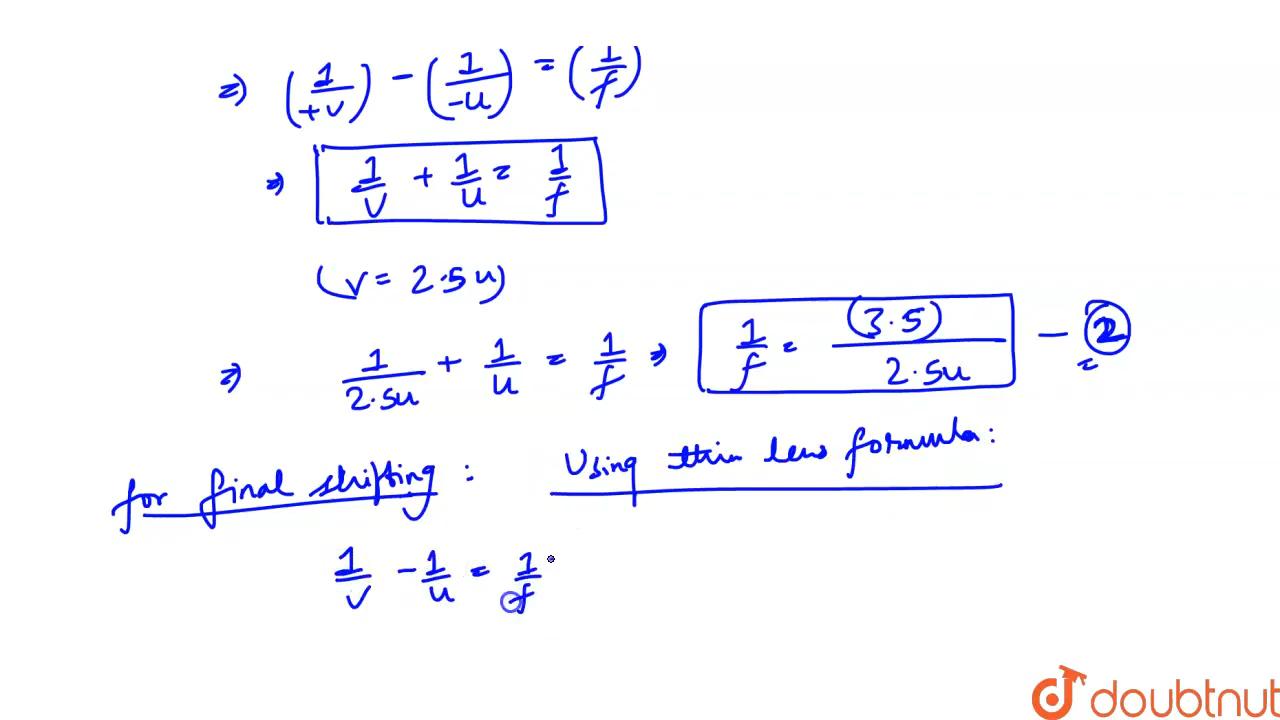 ⇒ (1/+v) - (1/-u) = (1/f)
⇒ 1/v + 1/u = 1/f
(v = 2.5u)
⇒ 1/2.5u + 1/u = 1/f ⇒ 1/f = (3.5)/2.5u - 2
for final shifting : Using thin lens formula:
1/v - 1/u = 1/f
doubtnut